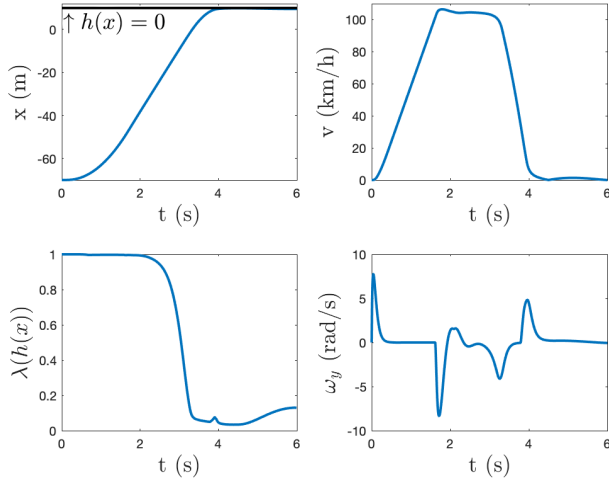 ↑ h(x) = 0
x (m)
0
-20
-40
-60
0 2 4 6
t (s)
v (km/h)
100
80
60
40
20
0
0 2 4 6
t (s)
λ(h(x))
1
0.8
0.6
0.4
0.2
0
0 2 4 6
t (s)
ω_y (rad/s)
10
5
0
-5
-10
0 2 4 6
t (s)